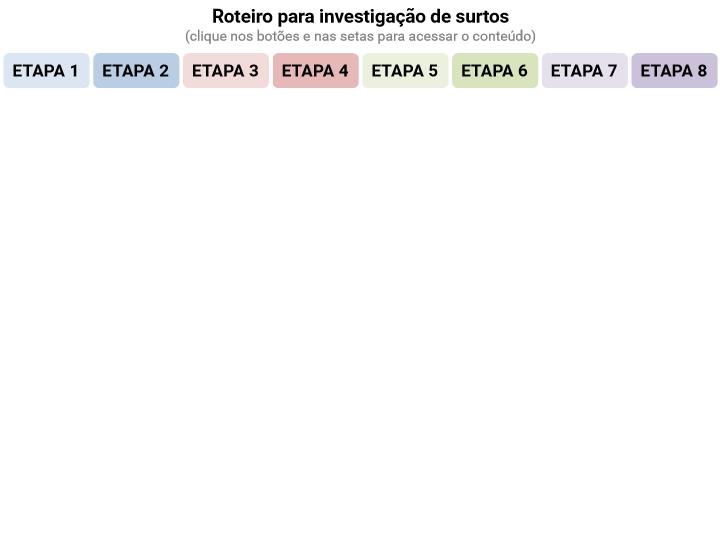 Roteiro para investigação de surtos
(clique nos botões e nas setas para acessar o conteúdo)
ETAPA 1 ETAPA 2 ETAPA 3 ETAPA 4 ETAPA 5 ETAPA 6 ETAPA 7 ETAPA 8